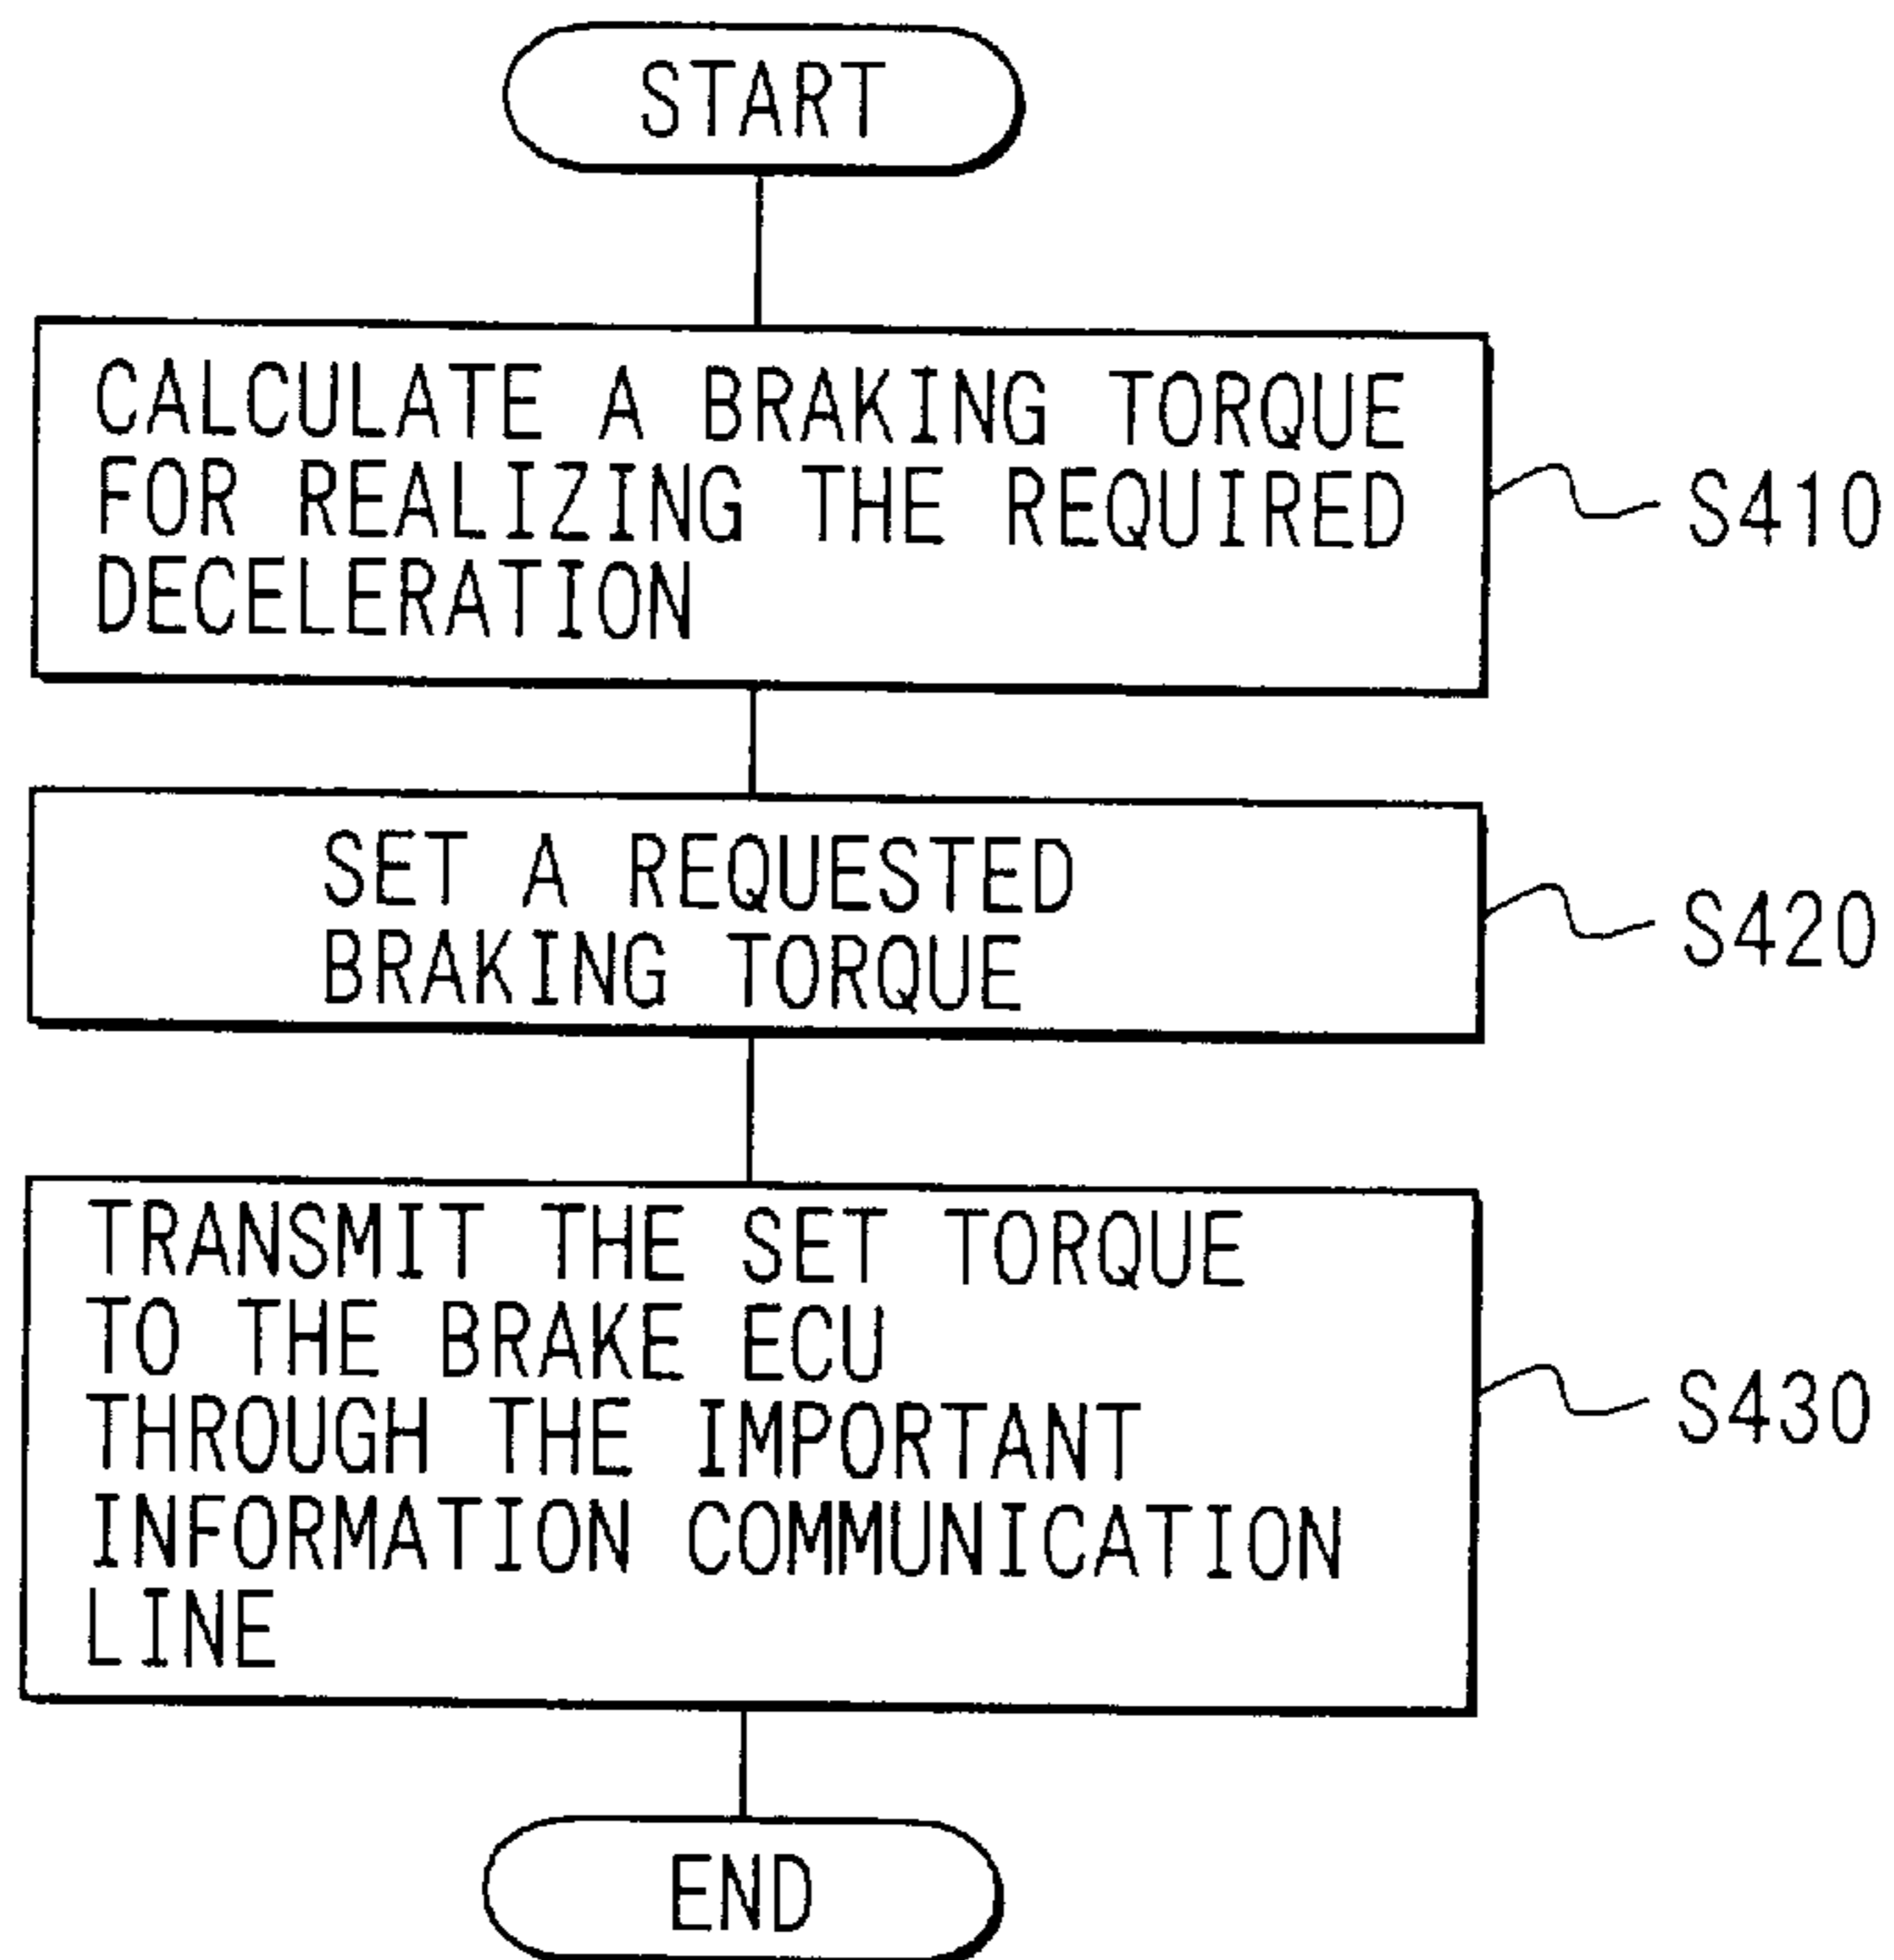 START
CALCULATE A BRAKING TORQUE
FOR REALIZING THE REQUIRED
DECELERATION
S410
SET A REQUESTED
BRAKING TORQUE
S420
TRANSMIT THE SET TORQUE
TO THE BRAKE ECU
THROUGH THE IMPORTANT
INFORMATION COMMUNICATION
LINE
S430
END